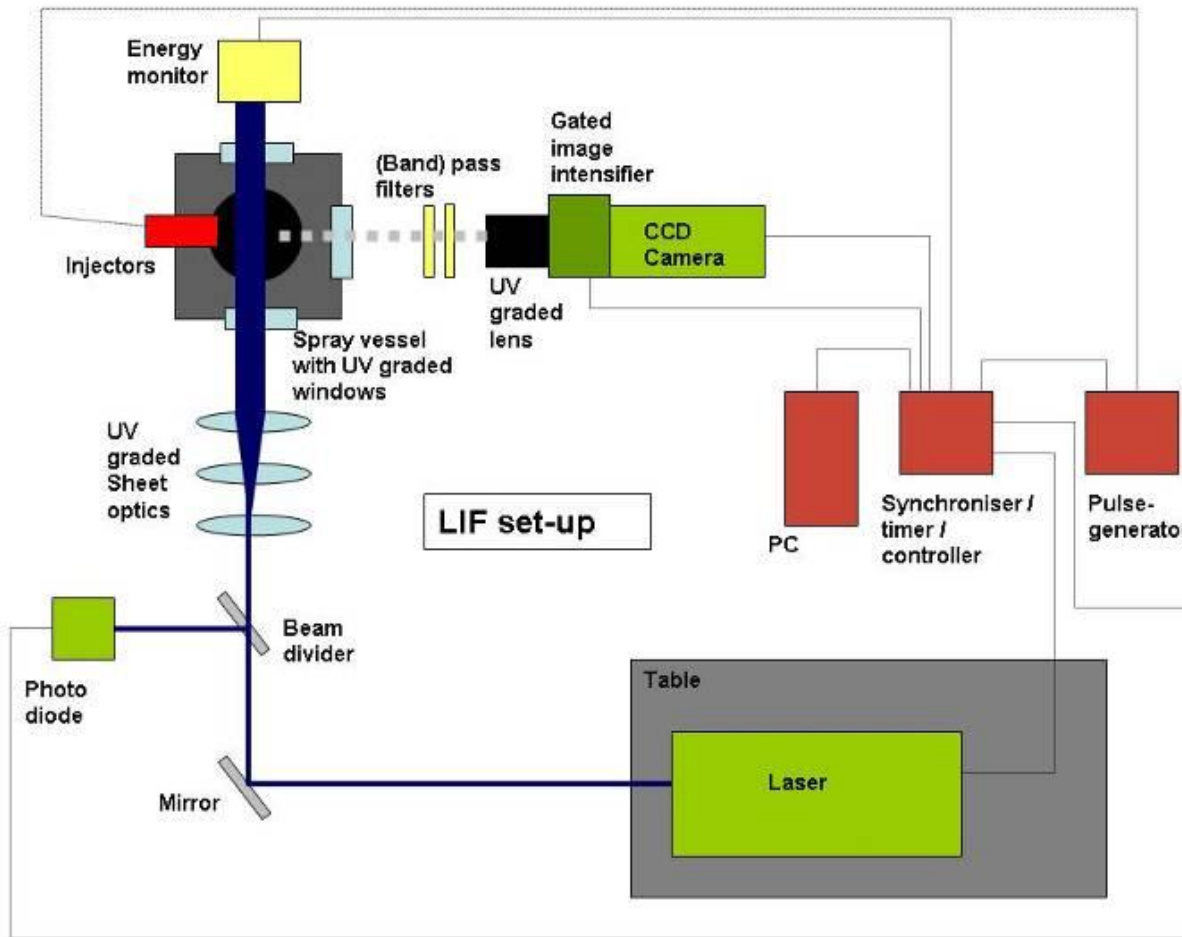 Energy
monitor
Gated
image
intensifier
(Band) pass
filters
CCD
Camera
Injectors
UV
graded
lens
Spray vessel
with UV graded
windows
UV
graded
Sheet
optics
LIF set-up
PC
Synchroniser /
timer /
controller
Pulse-
generato
Beam
divider
Photo
diode
Table
Laser
Mirror